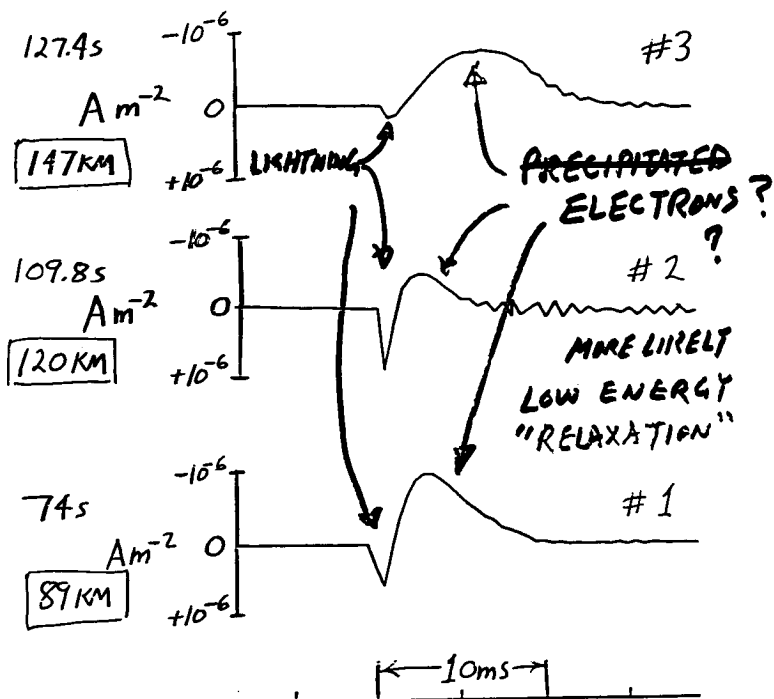 127.4s
-10⁻⁶
#3
A m⁻²
0
147KM
+10⁻⁶
LIGHTNING
PRECIPITATED
ELECTRONS?
?
109.8s
-10⁻⁶
#2
A m⁻²
0
120KM
+10⁻⁶
MORE LIKELY
LOW ENERGY
"RELAXATION"
74s
-10⁻⁶
#1
Am⁻²
0
89KM
+10⁻⁶
10ms